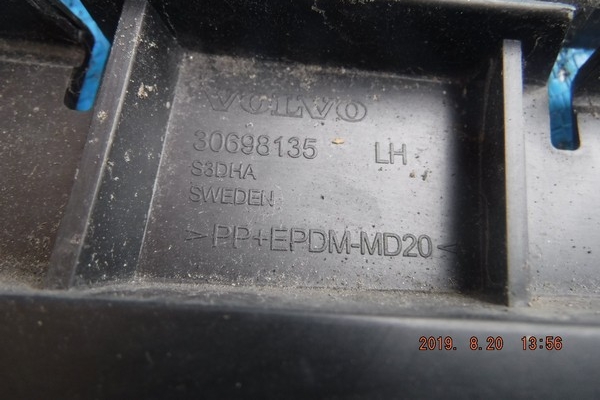 VOLVO
30698135 LH
S3DHA
SWEDEN
>PP+EPDM-MD20<
2019. 8.20 13:56